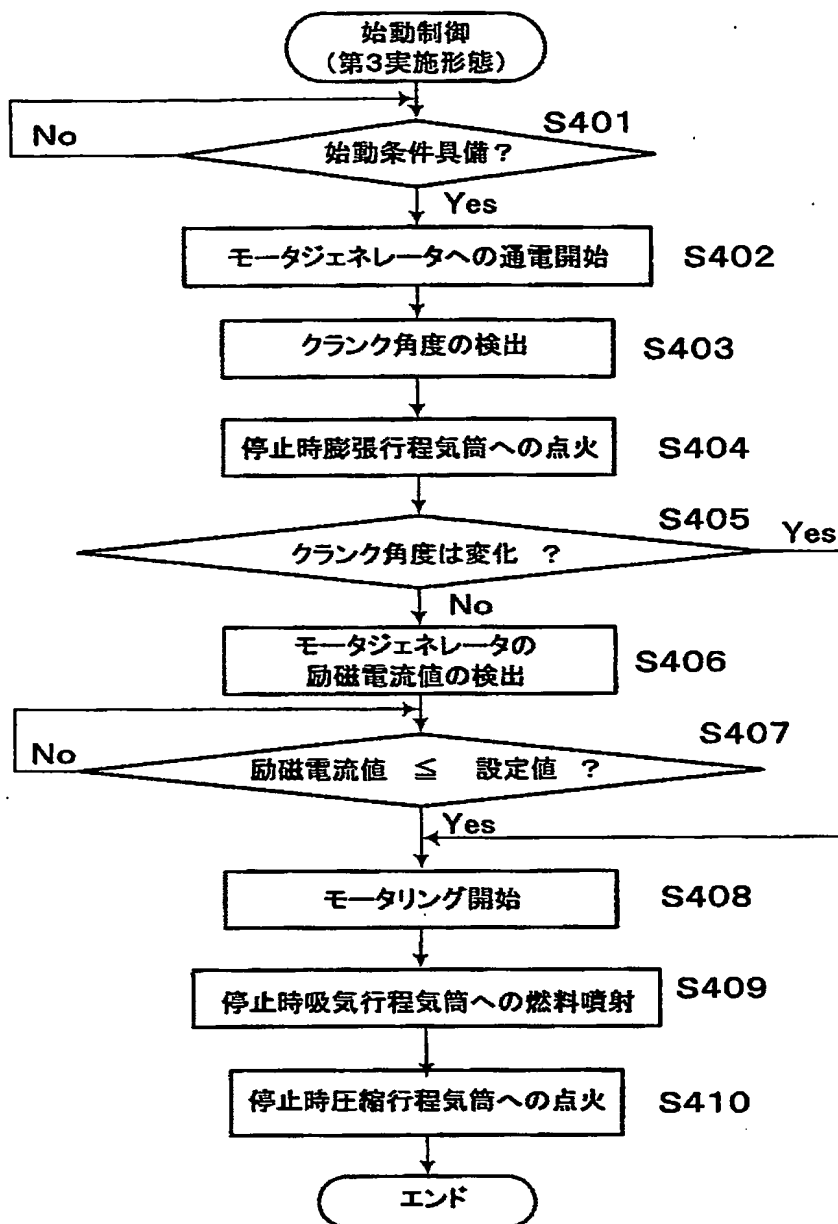 始動制御
(第3実施形態)
S401
No
始動条件具備？
Yes
モータジェネレータへの通電開始
S402
クランク角度の検出
S403
停止時膨張行程気筒への点火
S404
S405
クランク角度は変化 ？
Yes
No
モータジェネレータの
励磁電流値の検出
S406
S407
No
励磁電流値 ≦ 設定値 ？
Yes
モータリング開始
S408
停止時吸気行程気筒への燃料噴射
S409
停止時圧縮行程気筒への点火
S410
エンド